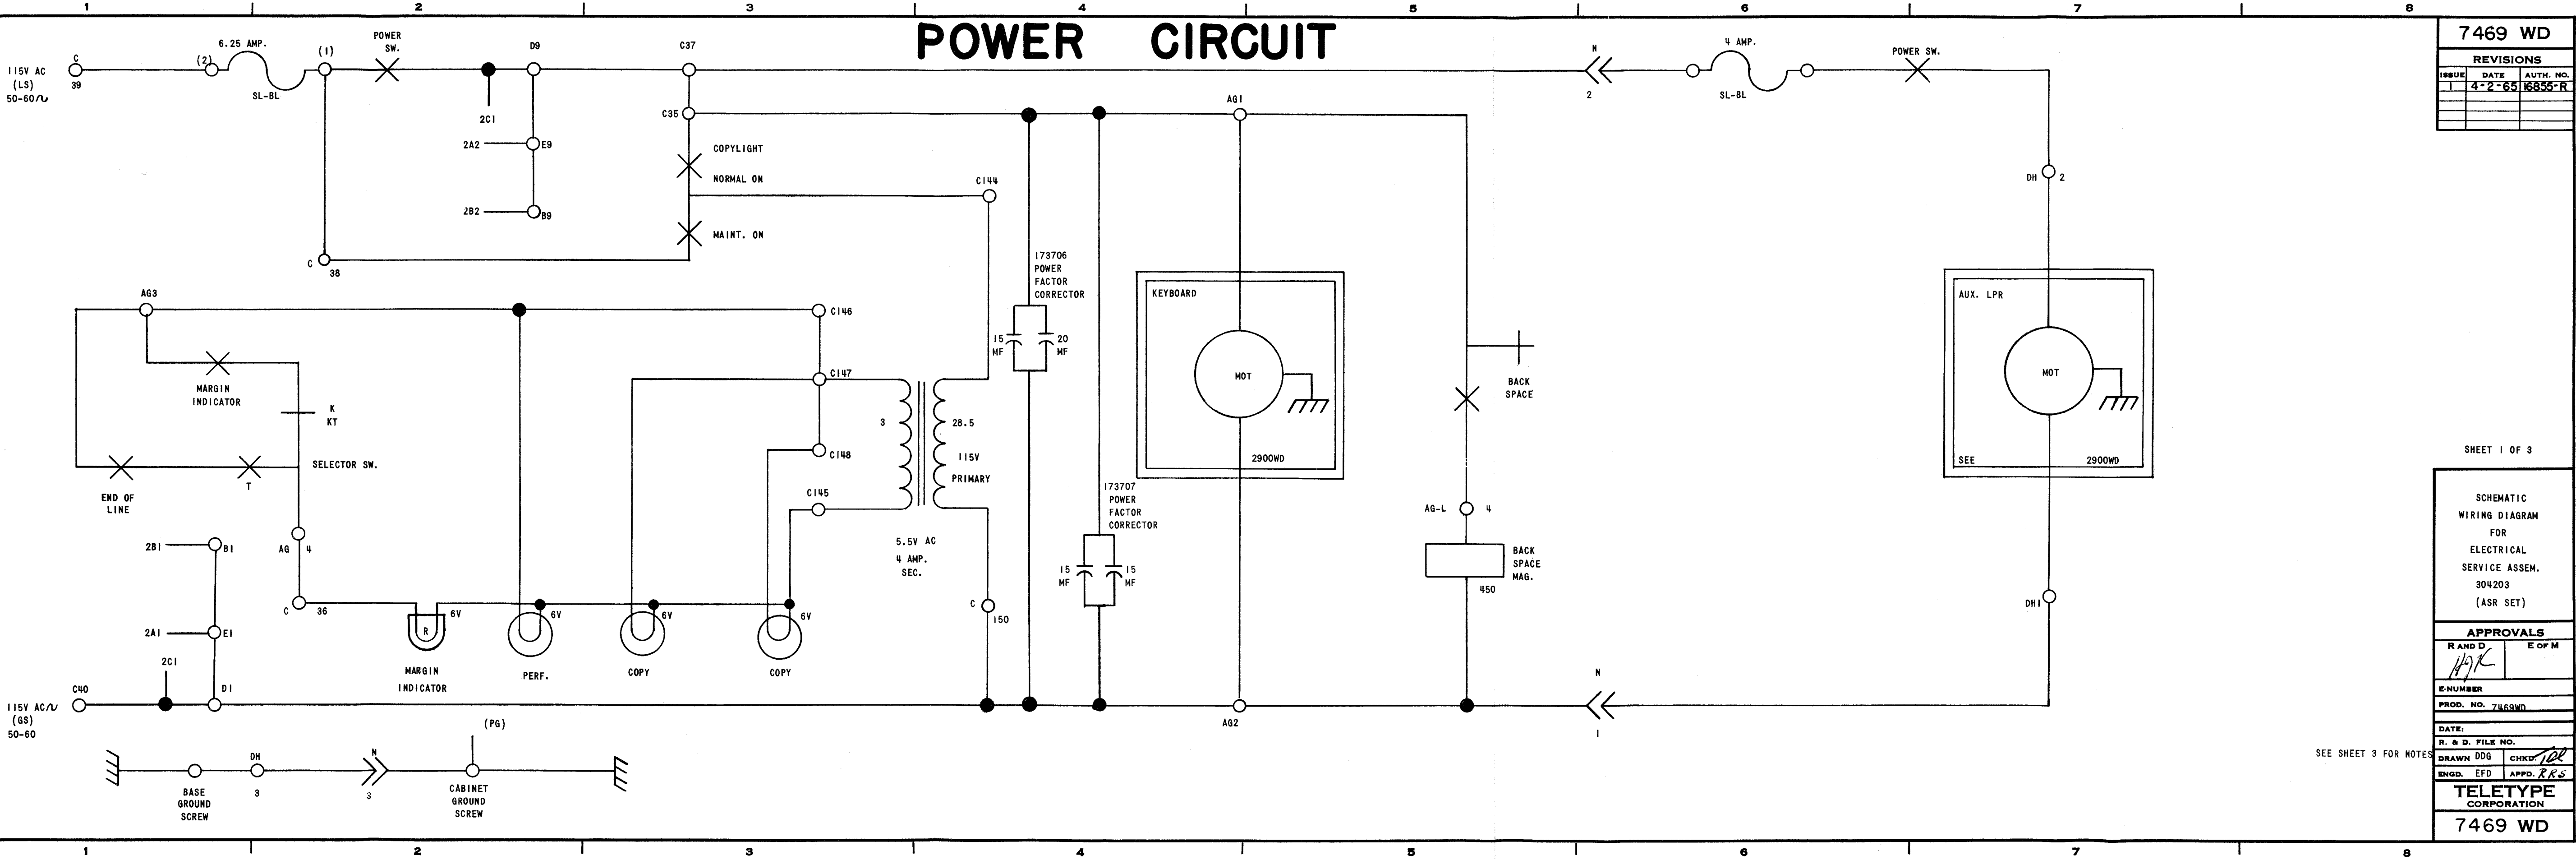 1 2 3 4 5 6 7 8
POWER CIRCUIT
7469 WD
REVISIONS
ISSUE DATE AUTH. NO.
1 4-2-65 16855-R
115V AC
(LS)
50-60
C
39
(2)
6.25 AMP.
SL-BL
(1)
POWER
SW.
2C1
D9
2A2
E9
2B2
B9
C37
C35
COPYLIGHT
NORMAL ON
MAINT. ON
C
38
C144
AG1
N
2
4 AMP.
SL-BL
POWER SW.
DH 2
173706
POWER
FACTOR
CORRECTOR
15
MF
20
MF
KEYBOARD
MOT
2900WD
BACK
SPACE
AUX. LPR
MOT
SEE 2900WD
AG3
MARGIN
INDICATOR
K
KT
SELECTOR SW.
END OF
LINE
T
C146
C147
C148
C145
3
28.5
115V
PRIMARY
5.5V AC
4 AMP.
SEC.
173707
POWER
FACTOR
CORRECTOR
15
MF
15
MF
AG-L 4
BACK
SPACE
MAG.
450
DH1
2B1
B1
AG 4
C 36
2A1
E1
2C1
D1
R
6V
MARGIN
INDICATOR
6V
PERF.
6V
COPY
6V
COPY
C
150
C40
115V AC
(GS)
50-60
AG2
N
1
(PG)
BASE
GROUND
SCREW
DH
3
N
3
CABINET
GROUND
SCREW
SHEET 1 OF 3
SCHEMATIC
WIRING DIAGRAM
FOR
ELECTRICAL
SERVICE ASSEM.
304203
(ASR SET)
APPROVALS
R AND D E OF M
E-NUMBER
PROD. NO. 7469WD
DATE:
R. & D. FILE NO.
SEE SHEET 3 FOR NOTES
DRAWN DDG CHKD.
ENGD. EFD APPD. RRS
TELETYPE
CORPORATION
7469 WD
1 2 3 4 5 6 7 8